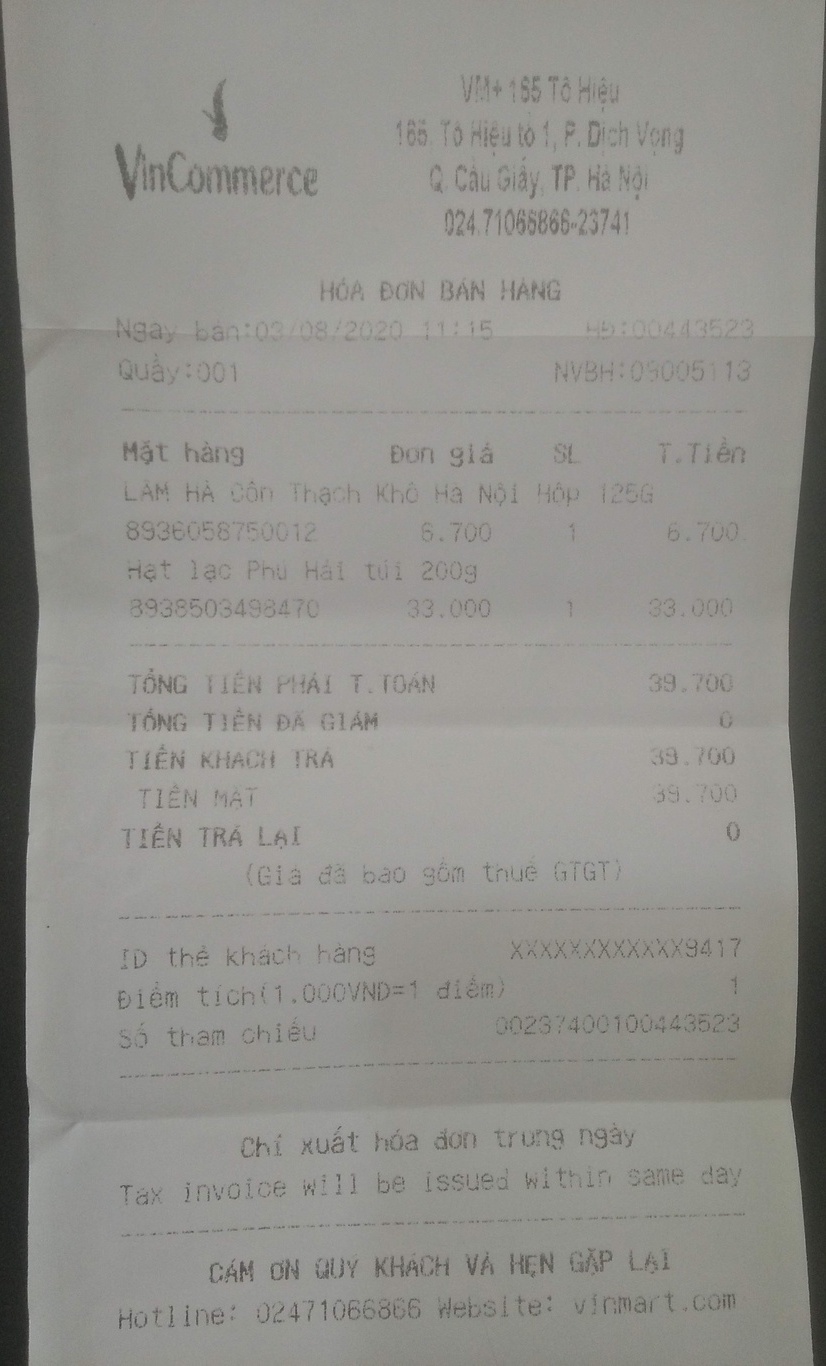 VinCommerce
VM+ 165 Tô Hiệu
165, Tô Hiệu tổ 1, P. Dịch Vọng
Q. Cầu Giấy, TP. Hà Nội
024.71066866-23741
HÓA ĐƠN BÁN HÀNG
Ngày bán:03/08/2020 11:15 HĐ:00443523
Quầy:001 NVBH:09005113
Mặt hàng Đơn giá SL T.Tiền
LAM HÀ Côn Thạch Khô Hà Nội Hộp 125G
8936058750012 6.700 1 6.700
Hạt lạc Phú Hải túi 200g
8938503498470 33.000 1 33.000
TỔNG TIỀN PHẢI T.TOÁN 39.700
TỔNG TIỀN ĐÃ GIẢM 0
TIỀN KHÁCH TRẢ 39.700
TIỀN MẶT 39.700
TIỀN TRẢ LẠI 0
(Giá đã bao gồm thuế GTGT)
ID thẻ khách hàng XXXXXXXXXXXX9417
Điểm tích(1.000VND=1 điểm) 1
Số tham chiếu 00237400100443523
Chỉ xuất hóa đơn trong ngày
Tax invoice will be issued within same day
CẢM ƠN QUÝ KHÁCH VÀ HẸN GẶP LẠI
Hotline: 02471066866 Website: vinmart.com